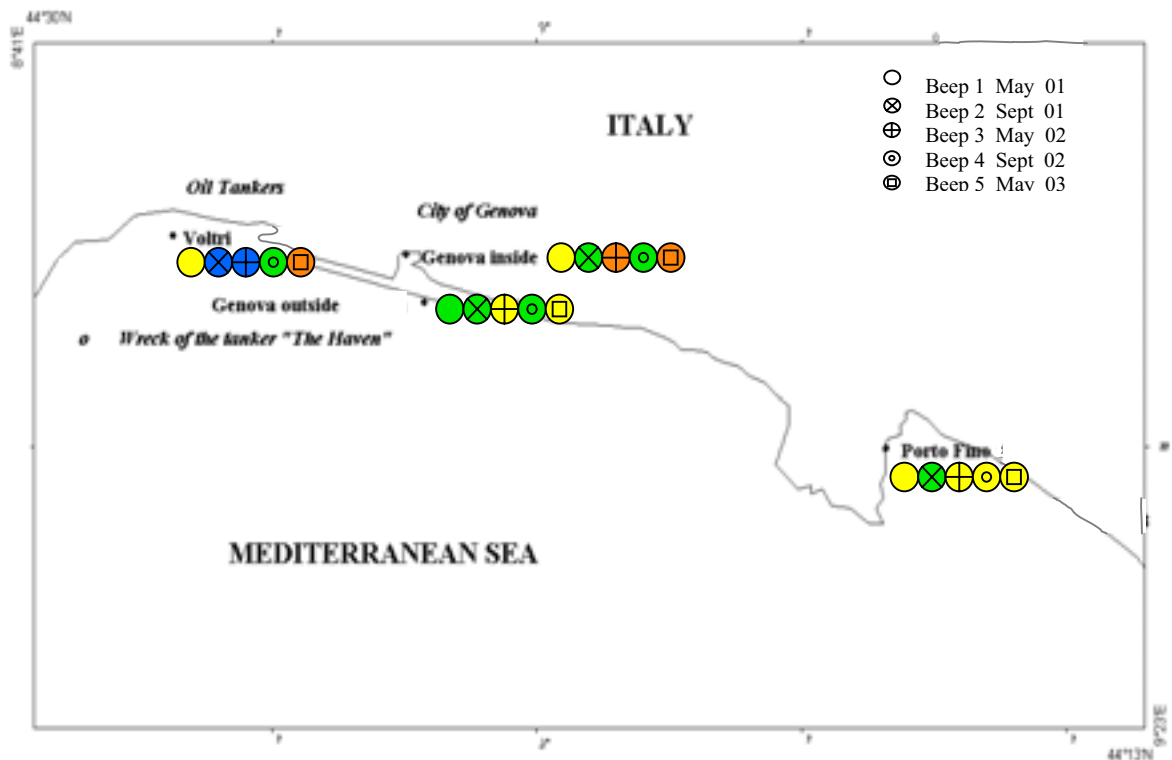 44°30'N
8°41'E
9°
Beep 1 May 01
Beep 2 Sept 01
ITALY
Beep 3 May 02
Beep 4 Sept 02
Beep 5 May 03
Oil Tankers
City of Genova
Voltri
Genova inside
Genova outside
o Wreck of the tanker "The Haven"
Porto Fino
MEDITERRANEAN SEA
9°23'E
44°13'N